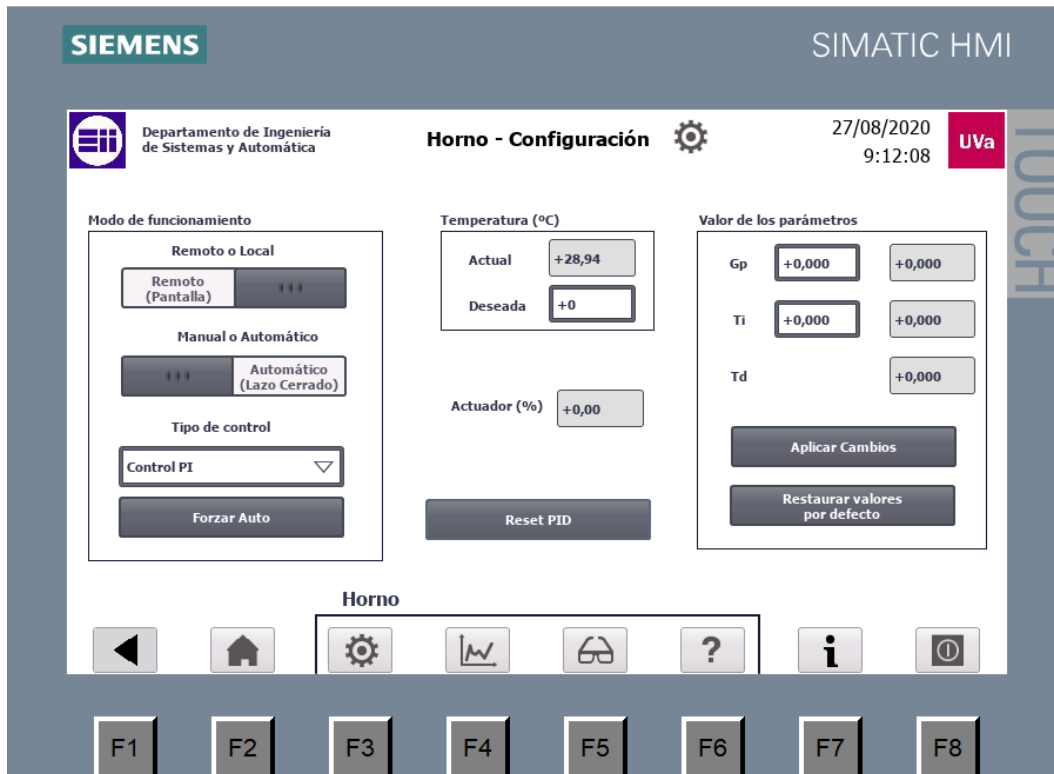 SIEMENS
SIMATIC HMI
TOUCH
Departamento de Ingeniería
de Sistemas y Automática
Horno - Configuración
27/08/2020
9:12:08
UVa
Modo de funcionamiento
Remoto o Local
Remoto
(Pantalla)
Manual o Automático
Automático
(Lazo Cerrado)
Tipo de control
Control PI
Forzar Auto
Temperatura (ºC)
Actual +28,94
Deseada +0
Actuador (%) +0,00
Reset PID
Valor de los parámetros
Gp +0,000 +0,000
Ti +0,000 +0,000
Td +0,000
Aplicar Cambios
Restaurar valores
por defecto
Horno
?
i
F1 F2 F3 F4 F5 F6 F7 F8